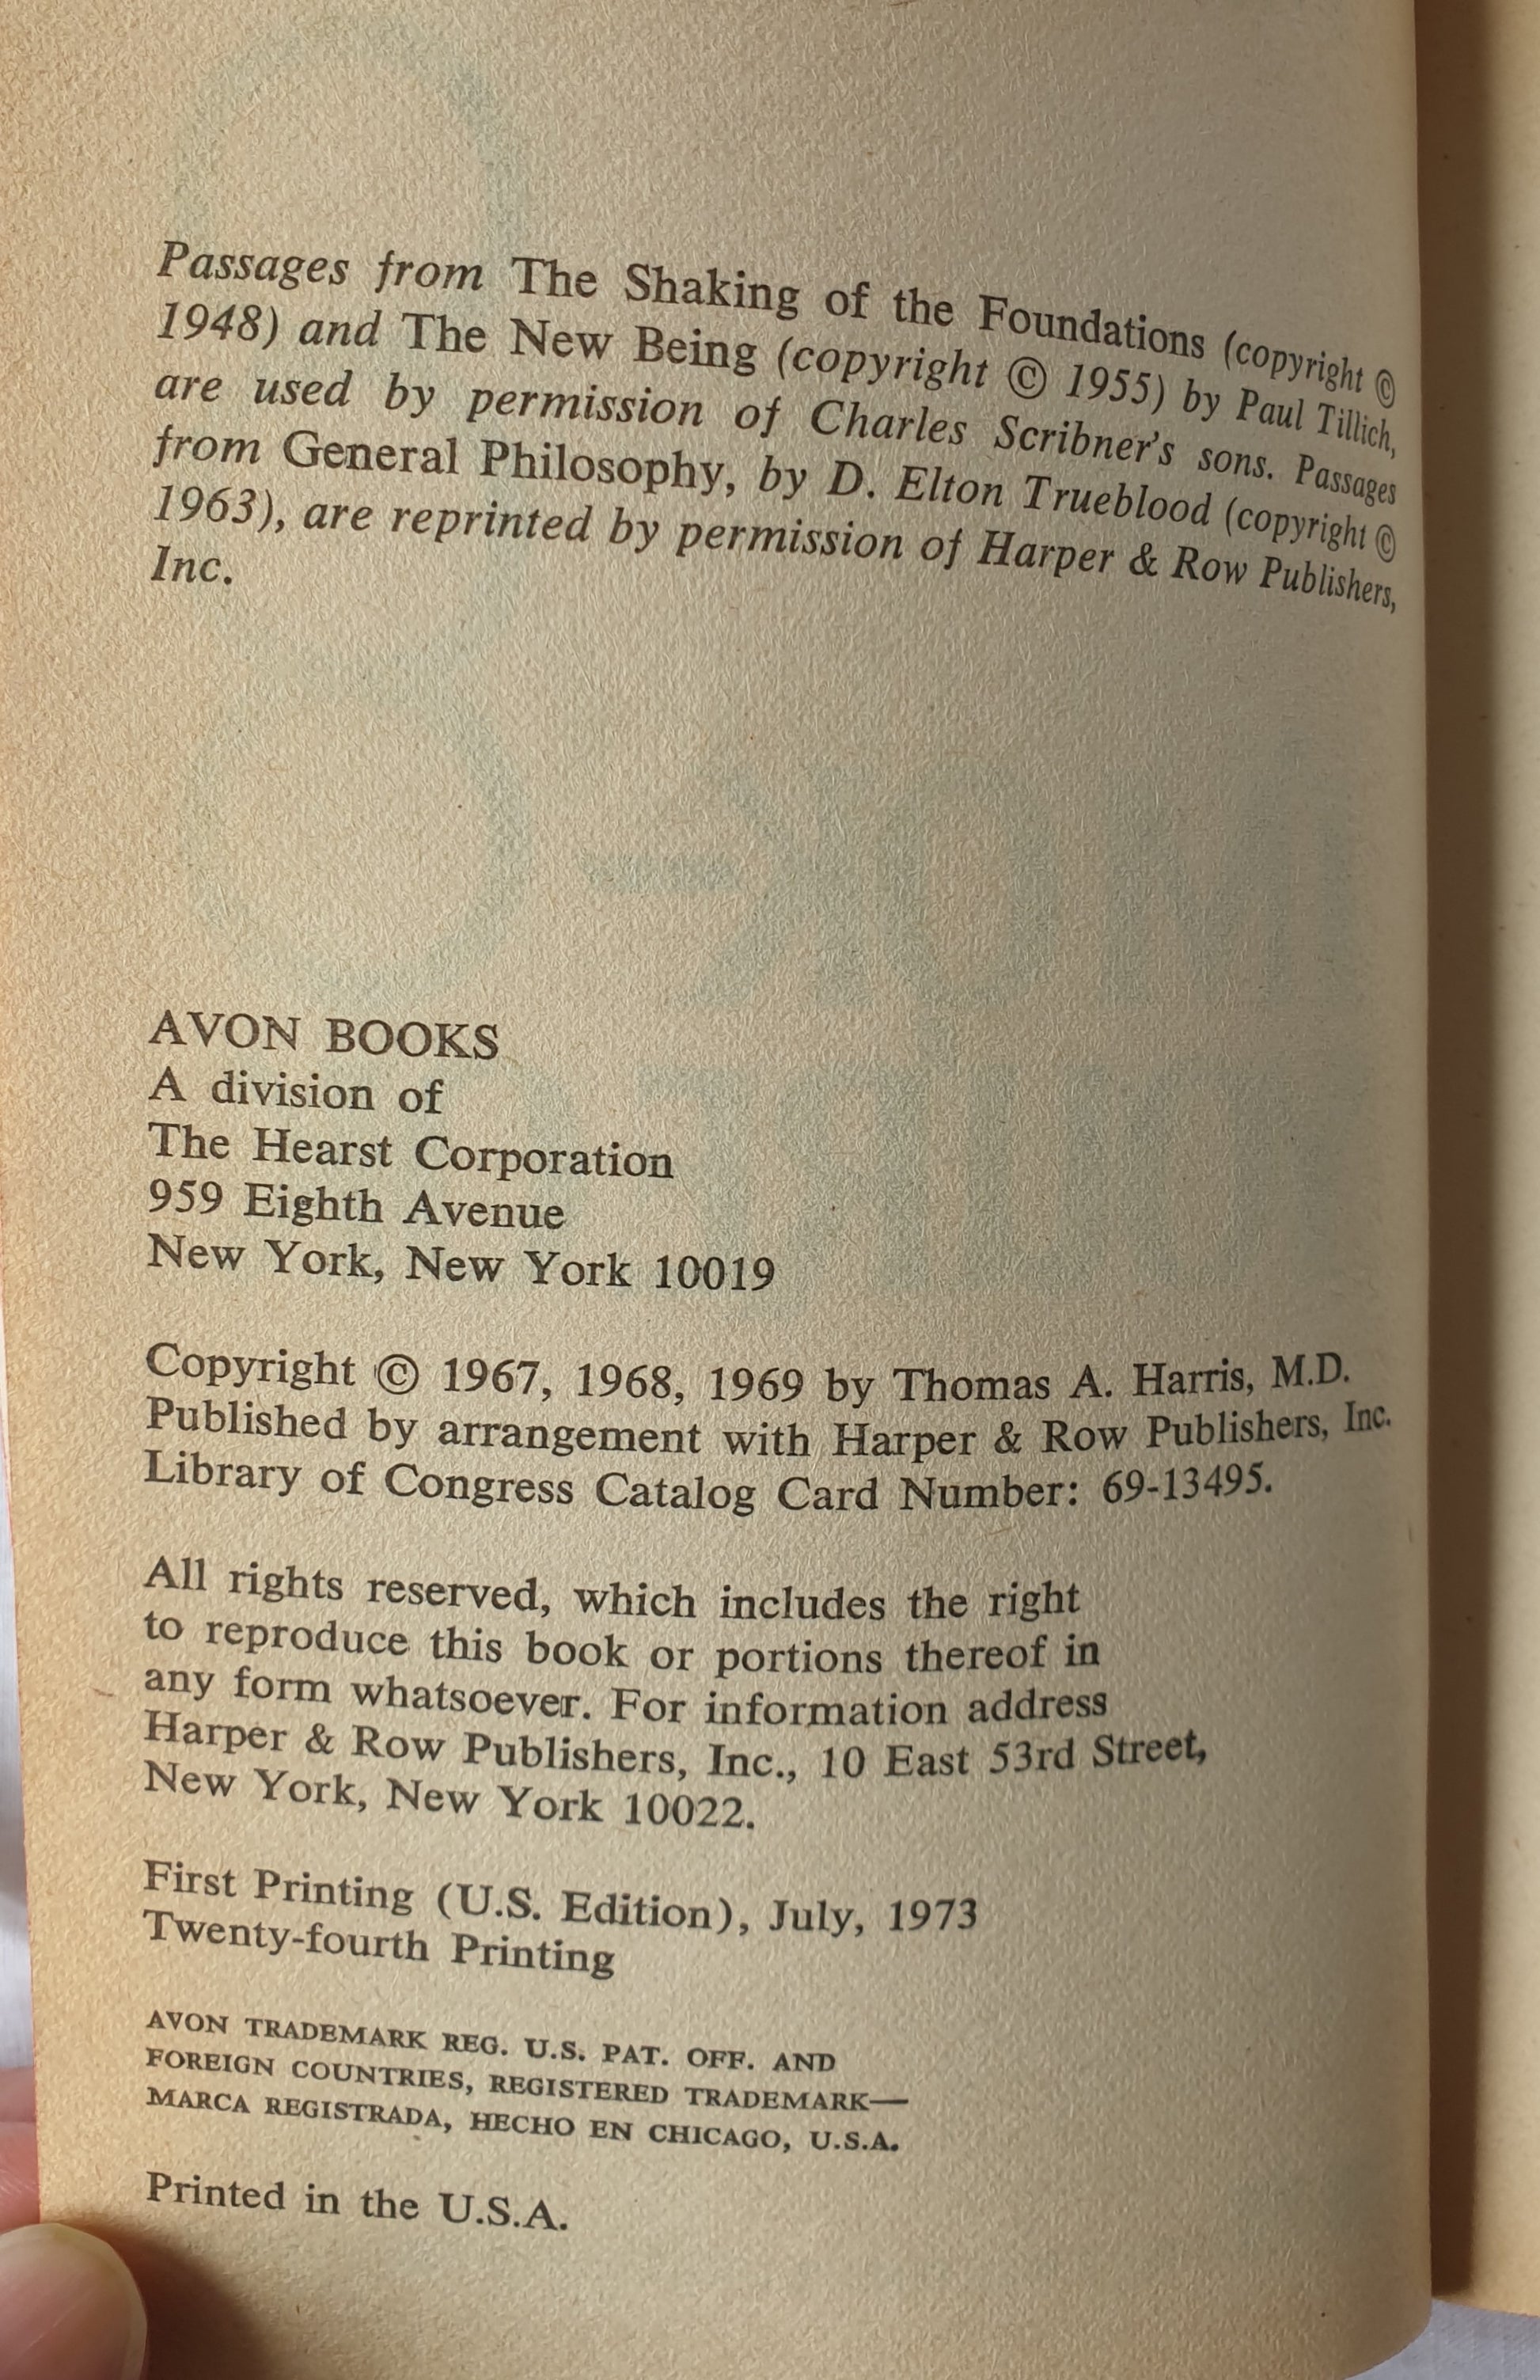 Passages from The Shaking of the Foundations (copyright ©
1948) and The New Being (copyright © 1955) by Paul Tillich,
are used by permission of Charles Scribner's sons. Passages
from General Philosophy, by D. Elton Trueblood (copyright ©
1963), are reprinted by permission of Harper & Row Publishers,
Inc.
AVON BOOKS
A division of
The Hearst Corporation
959 Eighth Avenue
New York, New York 10019
Copyright © 1967, 1968, 1969 by Thomas A. Harris, M.D.
Published by arrangement with Harper & Row Publishers, Inc.
Library of Congress Catalog Card Number: 69-13495.
All rights reserved, which includes the right
to reproduce this book or portions thereof in
any form whatsoever. For information address
Harper & Row Publishers, Inc., 10 East 53rd Street,
New York, New York 10022.
First Printing (U.S. Edition), July, 1973
Twenty-fourth Printing
AVON TRADEMARK REG. U.S. PAT. OFF. AND
FOREIGN COUNTRIES, REGISTERED TRADEMARK—
MARCA REGISTRADA, HECHO EN CHICAGO, U.S.A.
Printed in the U.S.A.